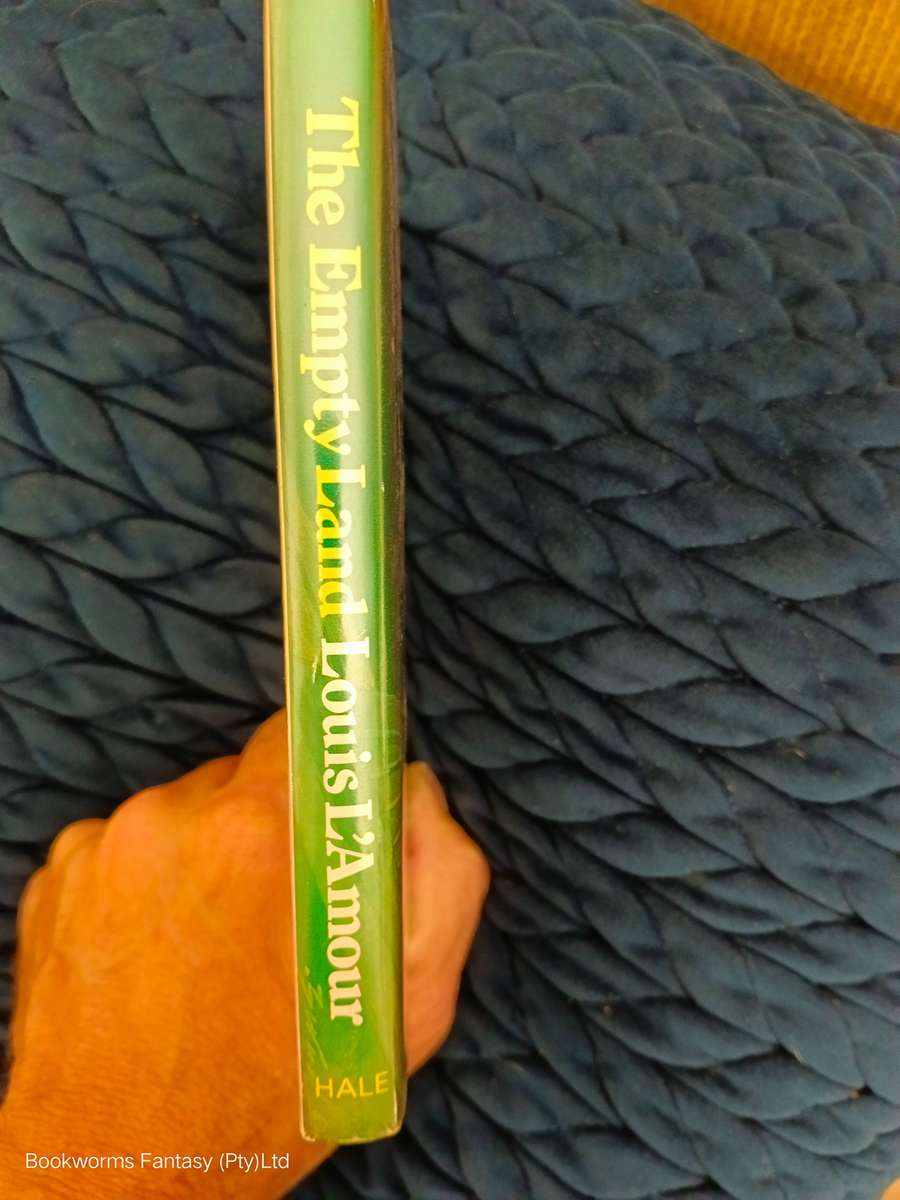 The Empty Land Louis L'Amour
HALE
Bookworms Fantasy (Pty)Ltd